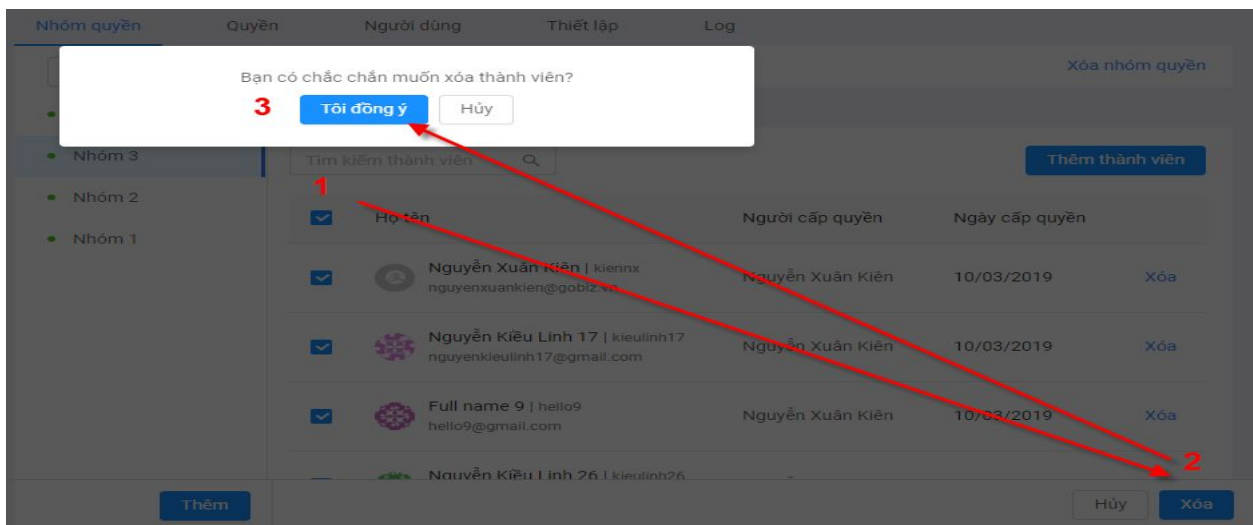 Nhóm quyền Quyền Người dùng Thiết lập Log
Bạn có chắc chắn muốn xóa thành viên?
Xóa nhóm quyền
3 Tôi đồng ý Hủy
Nhóm 3
Tìm kiếm thành viên
Thêm thành viên
1
Nhóm 2
Họ tên Người cấp quyền Ngày cấp quyền
Nhóm 1
Nguyễn Xuân Kiên | kiennx
nguyenxuankien@gobiz.vn
Nguyễn Xuân Kiên 10/03/2019 Xóa
Nguyễn Kiều Linh 17 | kieulinh17
nguyenkieulinh17@gmail.com
Nguyễn Xuân Kiên 10/03/2019 Xóa
Full name 9 | hello9
hello9@gmail.com
Nguyễn Xuân Kiên 10/03/2019 Xóa
2
Nguyễn Kiều Linh 26 | kieulinh26
Thêm Hủy Xóa